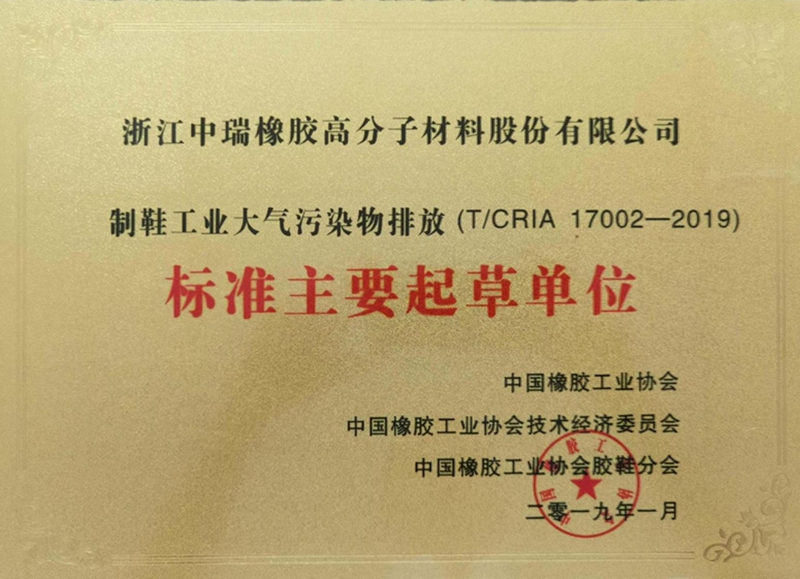 浙江中瑞橡胶高分子材料股份有限公司
制鞋工业大气污染物排放(T/CRIA 17002—2019)
标准主要起草单位
中国橡胶工业协会
中国橡胶工业协会技术经济委员会
中国橡胶工业协会胶鞋分会
二零一九年一月